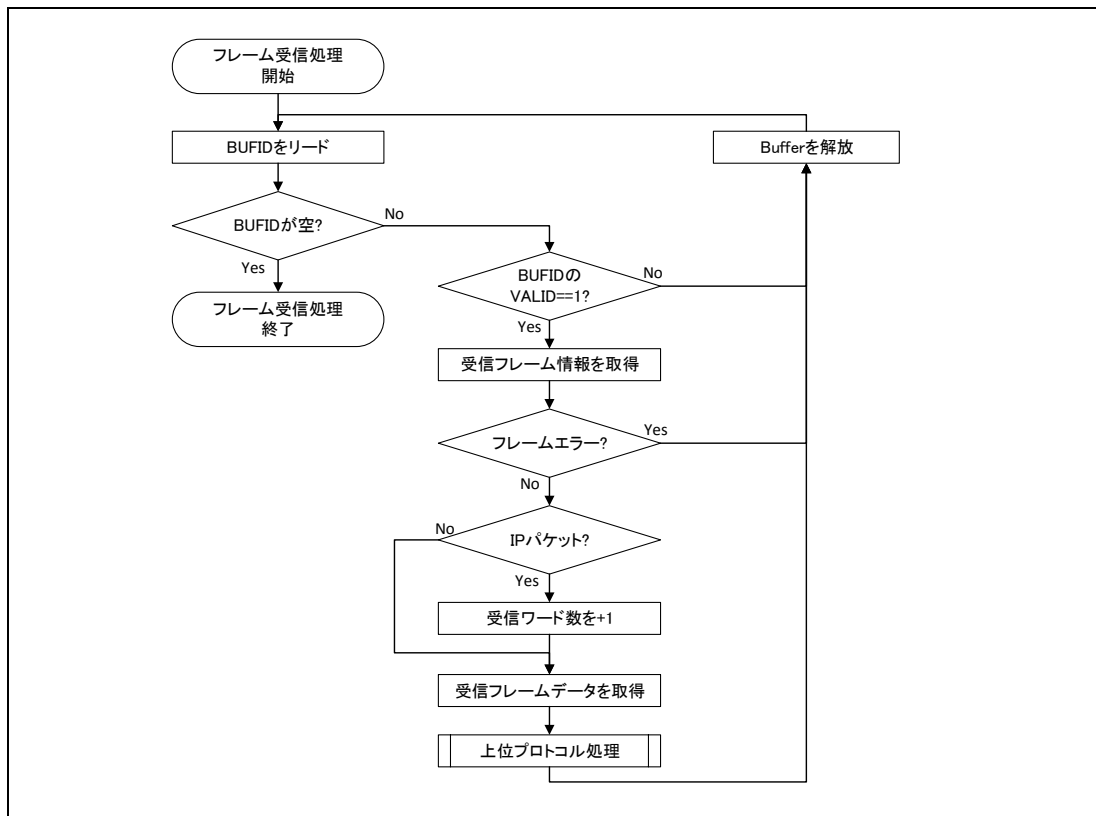 フレーム受信処理
開始
BUFIDをリード
Bufferを解放
BUFIDが空?
No
Yes
BUFIDの
VALID==1?
No
フレーム受信処理
終了
Yes
受信フレーム情報を取得
フレームエラー?
Yes
No
IPパケット?
No
Yes
受信ワード数を+1
受信フレームデータを取得
上位プロトコル処理